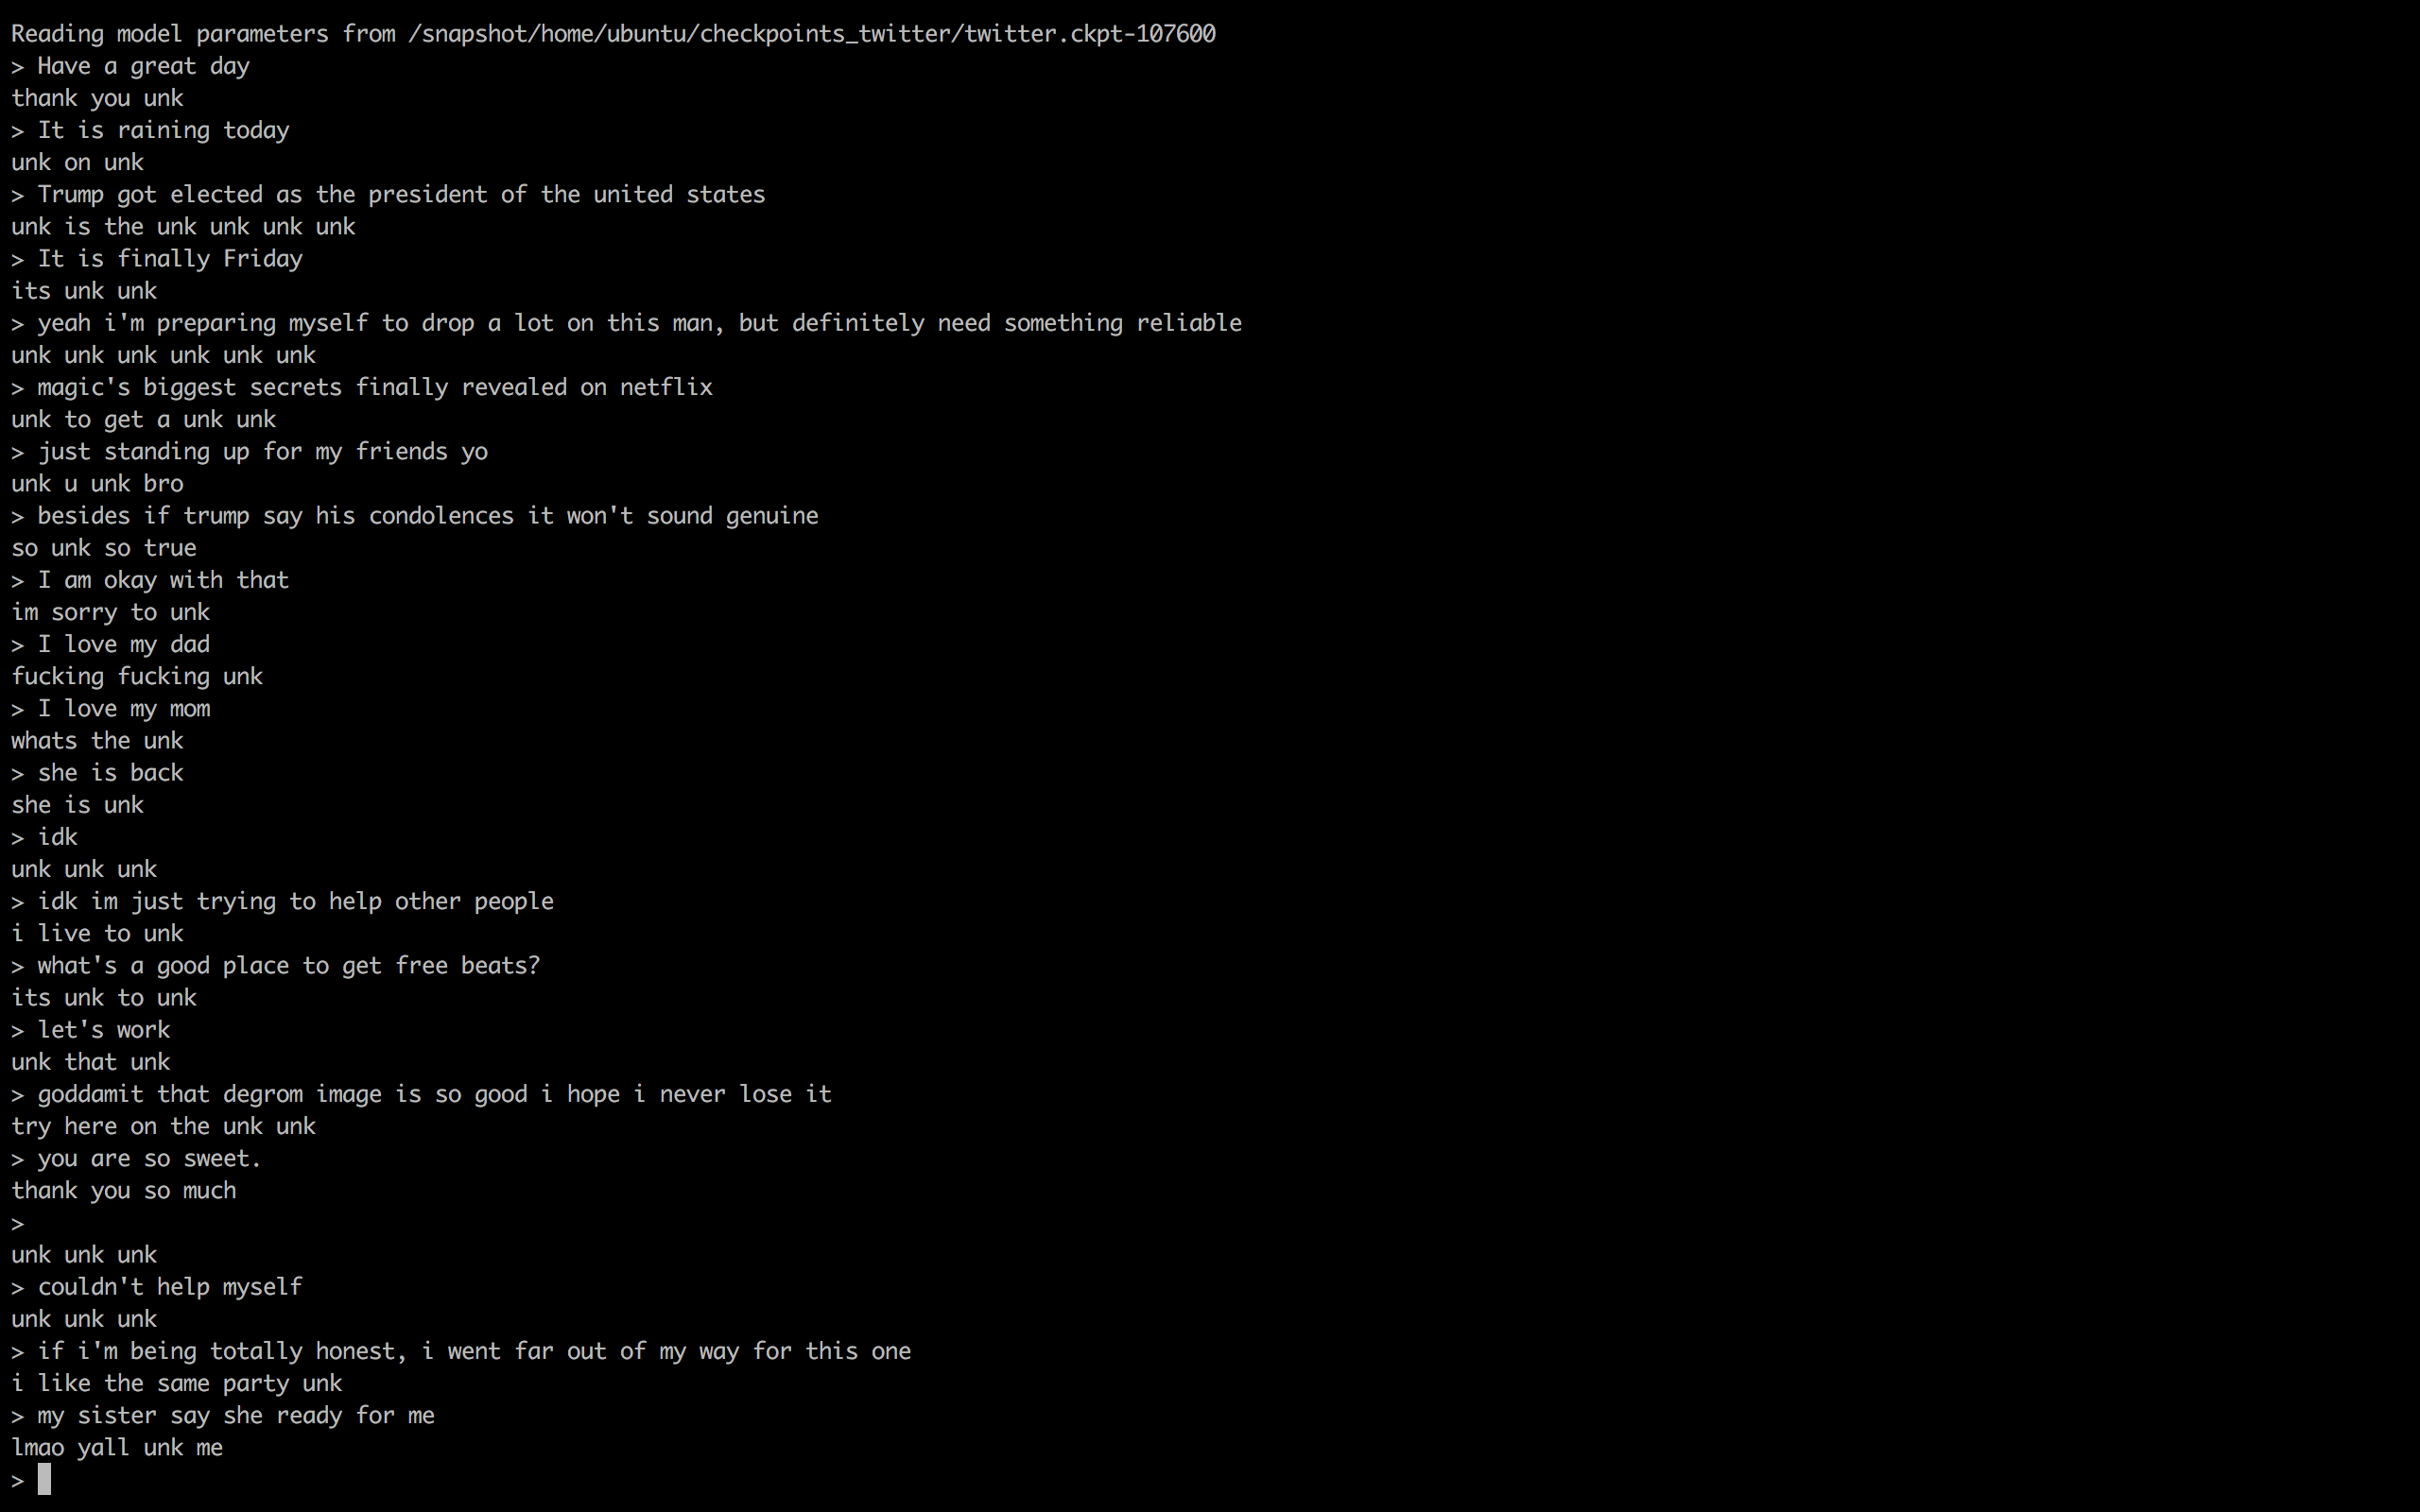 Reading model parameters from /snapshot/home/ubuntu/checkpoints_twitter/twitter.ckpt-107600
> Have a great day
thank you unk
> It is raining today
unk on unk
> Trump got elected as the president of the united states
unk is the unk unk unk unk
> It is finally Friday
its unk unk
> yeah i'm preparing myself to drop a lot on this man, but definitely need something reliable
unk unk unk unk unk unk
> magic's biggest secrets finally revealed on netflix
unk to get a unk unk
> just standing up for my friends yo
unk u unk bro
> besides if trump say his condolences it won't sound genuine
so unk so true
> I am okay with that
im sorry to unk
> I love my dad
fucking fucking unk
> I love my mom
whats the unk
> she is back
she is unk
> idk
unk unk unk
> idk im just trying to help other people
i live to unk
> what's a good place to get free beats?
its unk to unk
> let's work
unk that unk
> goddamit that degrom image is so good i hope i never lose it
try here on the unk unk
> you are so sweet.
thank you so much
>
unk unk unk
> couldn't help myself
unk unk unk
> if i'm being totally honest, i went far out of my way for this one
i like the same party unk
> my sister say she ready for me
lmao yall unk me
>